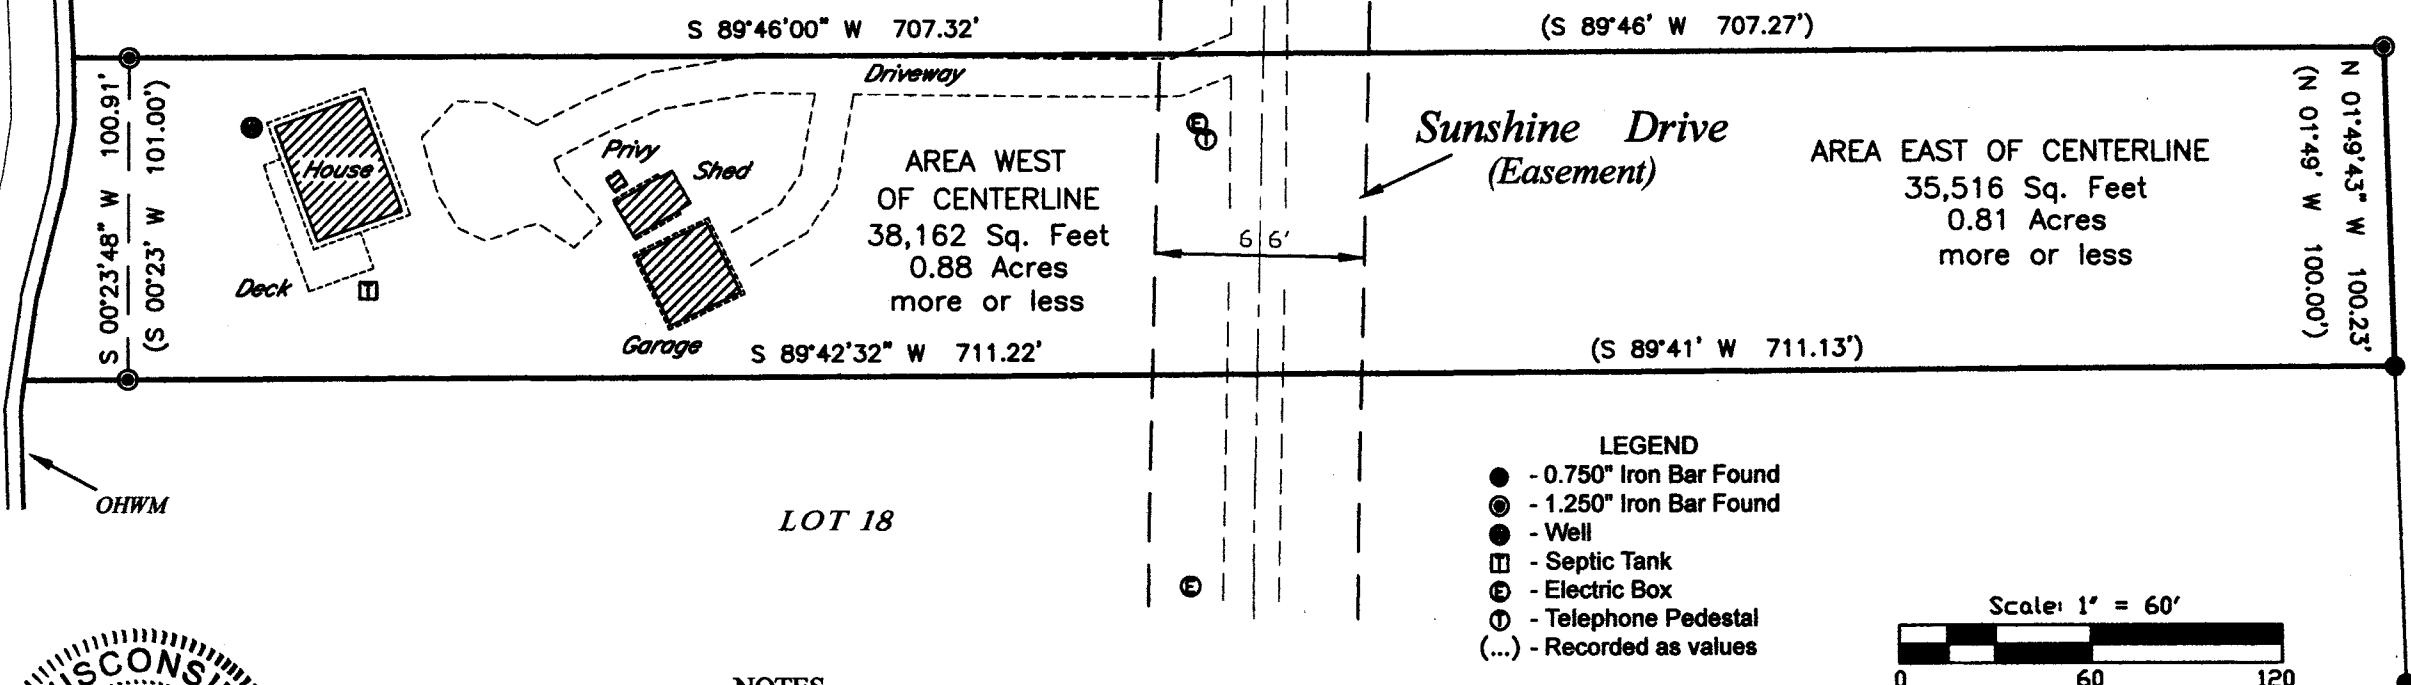 S 89°46'00" W 707.32'
(S 89°46' W 707.27')
Driveway
S 00°23'48" W 100.91'
(S 00°23' W 101.00')
House
Deck
T
Privy
T
Shed
Garage
AREA WEST
OF CENTERLINE
38,162 Sq. Feet
0.88 Acres
more or less
E
T
66'
Sunshine Drive
(Easement)
AREA EAST OF CENTERLINE
35,516 Sq. Feet
0.81 Acres
more or less
N 01°49'43" W 100.23'
(N 01°49' W 100.00')
S 89°42'32" W 711.22'
(S 89°41' W 711.13')
OHWM
LOT 18
E
LEGEND
- 0.750" Iron Bar Found
- 1.250" Iron Bar Found
- Well
T - Septic Tank
E - Electric Box
T - Telephone Pedestal
(...) - Recorded as values
Scale: 1" = 60'
0 60 120
NOTES